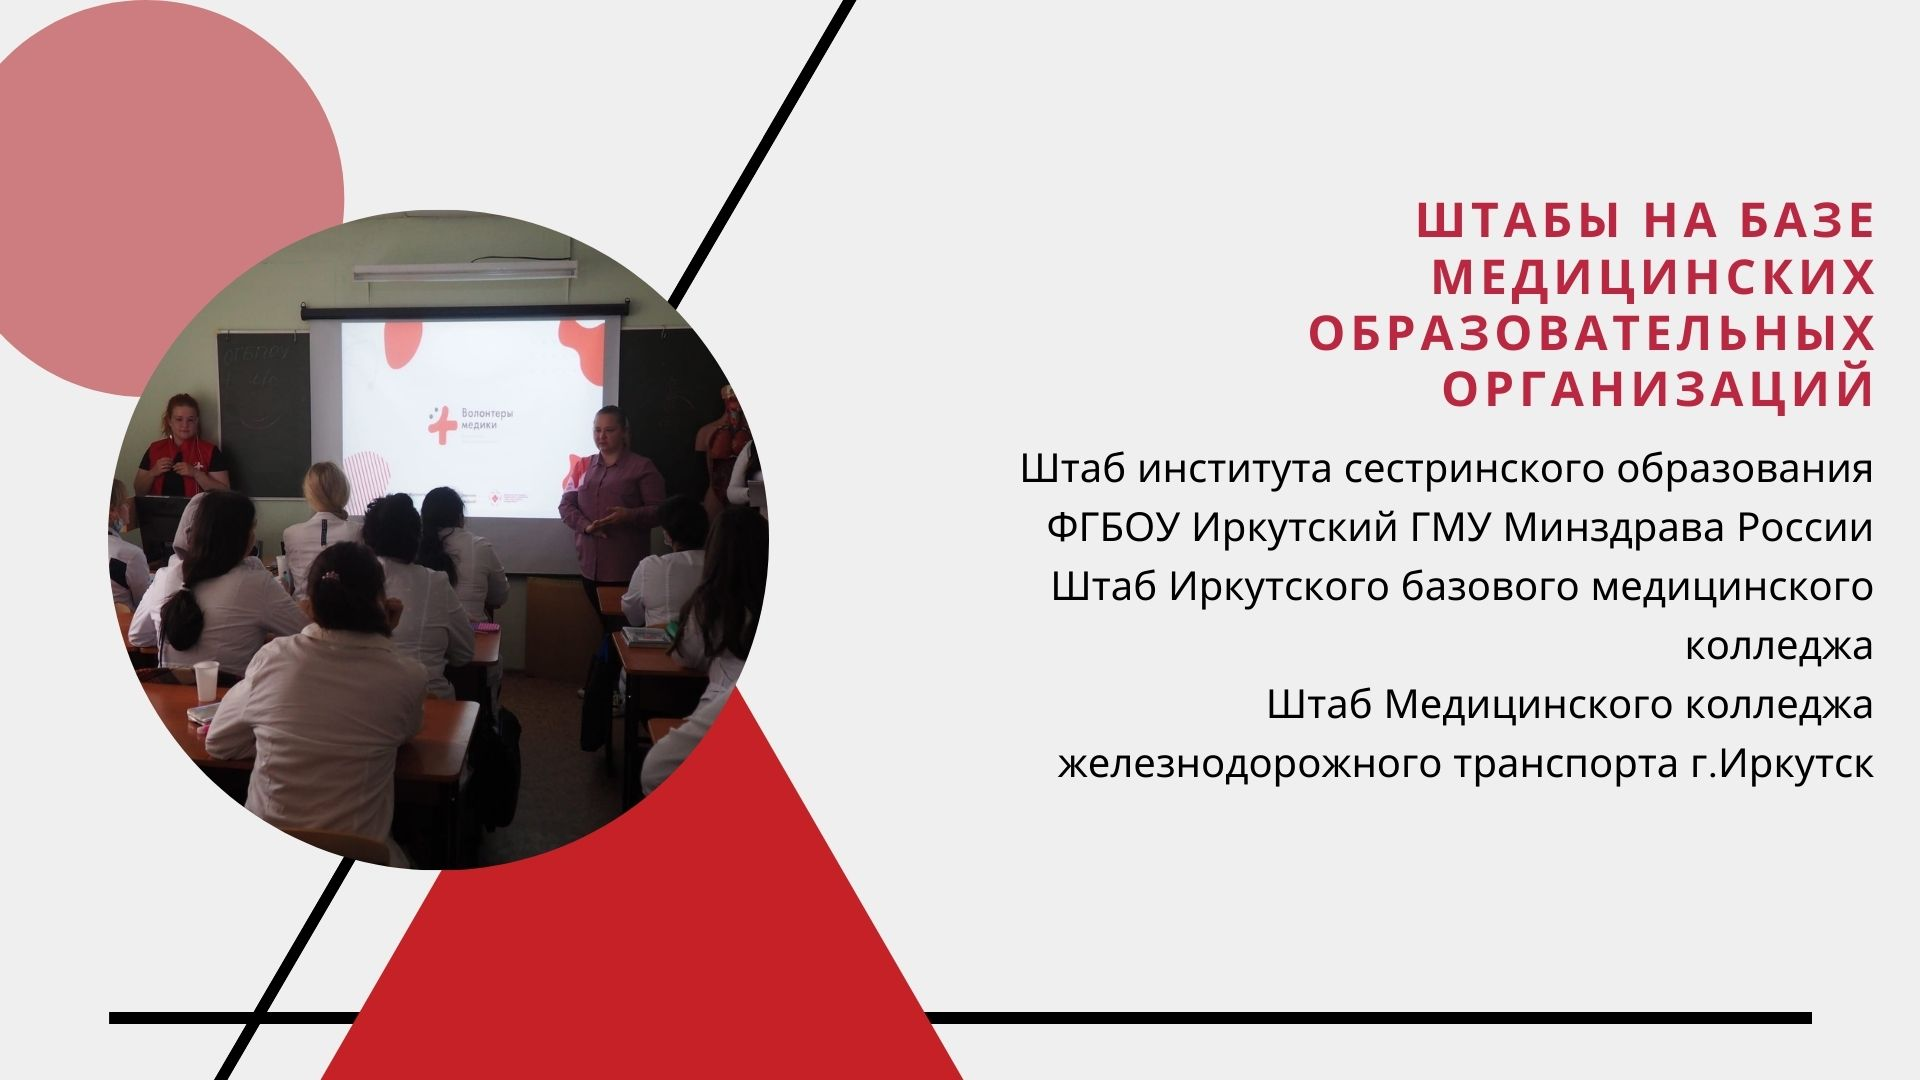 ШТАБЫ НА БАЗЕ
МЕДИЦИНСКИХ
ОБРАЗОВАТЕЛЬНЫХ
ОРГАНИЗАЦИЙ
Штаб института сестринского образования
ФГБОУ Иркутский ГМУ Минздрава России
Штаб Иркутского базового медицинского
колледжа
Штаб Медицинского колледжа
железнодорожного транспорта г.Иркутск
Волонтеры
медики